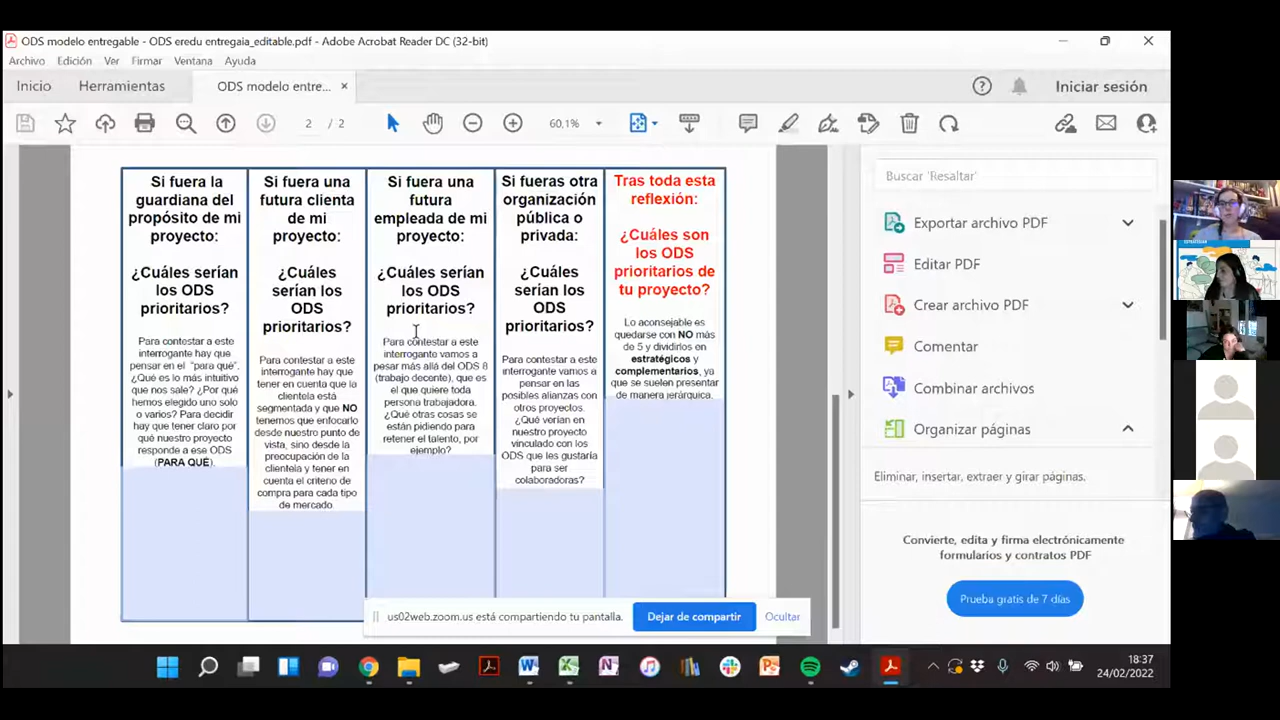 ODS modelo entregable - ODS eredu entregaia_editable.pdf - Adobe Acrobat Reader DC (32-bit)
Archivo Edición Ver Firmar Ventana Ayuda
Inicio Herramientas ODS modelo entre... × Iniciar sesión
2 / 2 60,1%
Si fuera la
guardiana del
propósito de mi
proyecto:
¿Cuáles serían
los ODS
prioritarios?
Para contestar a este
interrogante hay que
pensar en el "para qué".
¿Qué es lo más intuitivo
que nos sale? ¿Por qué
hemos elegido uno solo
o varios? Para decidir
hay que tener claro por
qué nuestro proyecto
responde a ese ODS
(PARA QUÉ).
Si fuera una
futura clienta
de mi
proyecto:
¿Cuáles
serían los
ODS
prioritarios?
Para contestar a este
interrogante hay que
tener en cuenta que la
clientela está
segmentada y que NO
tenemos que enfocarlo
desde nuestro punto de
vista, sino desde la
preocupación de la
clientela y tener en
cuenta el criterio de
compra para cada tipo
de mercado
Si fuera una
futura
empleada de mi
proyecto:
¿Cuáles serían
los ODS
prioritarios?
Para contestar a este
interrogante vamos a
pesar más allá del ODS 8
(trabajo decente), que es
el que quiere toda
persona trabajadora.
¿Qué otras cosas se
están pidiendo para
retener el talento, por
ejemplo?
Si fueras otra
organización
pública o
privada:
¿Cuáles
serían los
ODS
prioritarios?
Para contestar a este
interrogante vamos a
pensar en las
posibles alianzas con
otros proyectos.
¿Qué verían en
nuestro proyecto
vinculado con los
ODS que les gustaría
para ser
colaboradoras?
Tras toda esta
reflexión:
¿Cuáles son
los ODS
prioritarios de
tu proyecto?
Lo aconsejable es
quedarse con NO más
de 5 y dividirlos en
estratégicos y
complementarios, ya
que se suelen presentar
de manera jerárquica.
Buscar 'Resaltar'
Exportar archivo PDF
Editar PDF
Crear archivo PDF
Comentar
Combinar archivos
Organizar páginas
Eliminar, insertar, extraer y girar páginas.
Convierte, edita y firma electrónicamente
formularios y contratos PDF
Prueba gratis de 7 días
us02web.zoom.us está compartiendo tu pantalla. Dejar de compartir Ocultar
18:37
24/02/2022